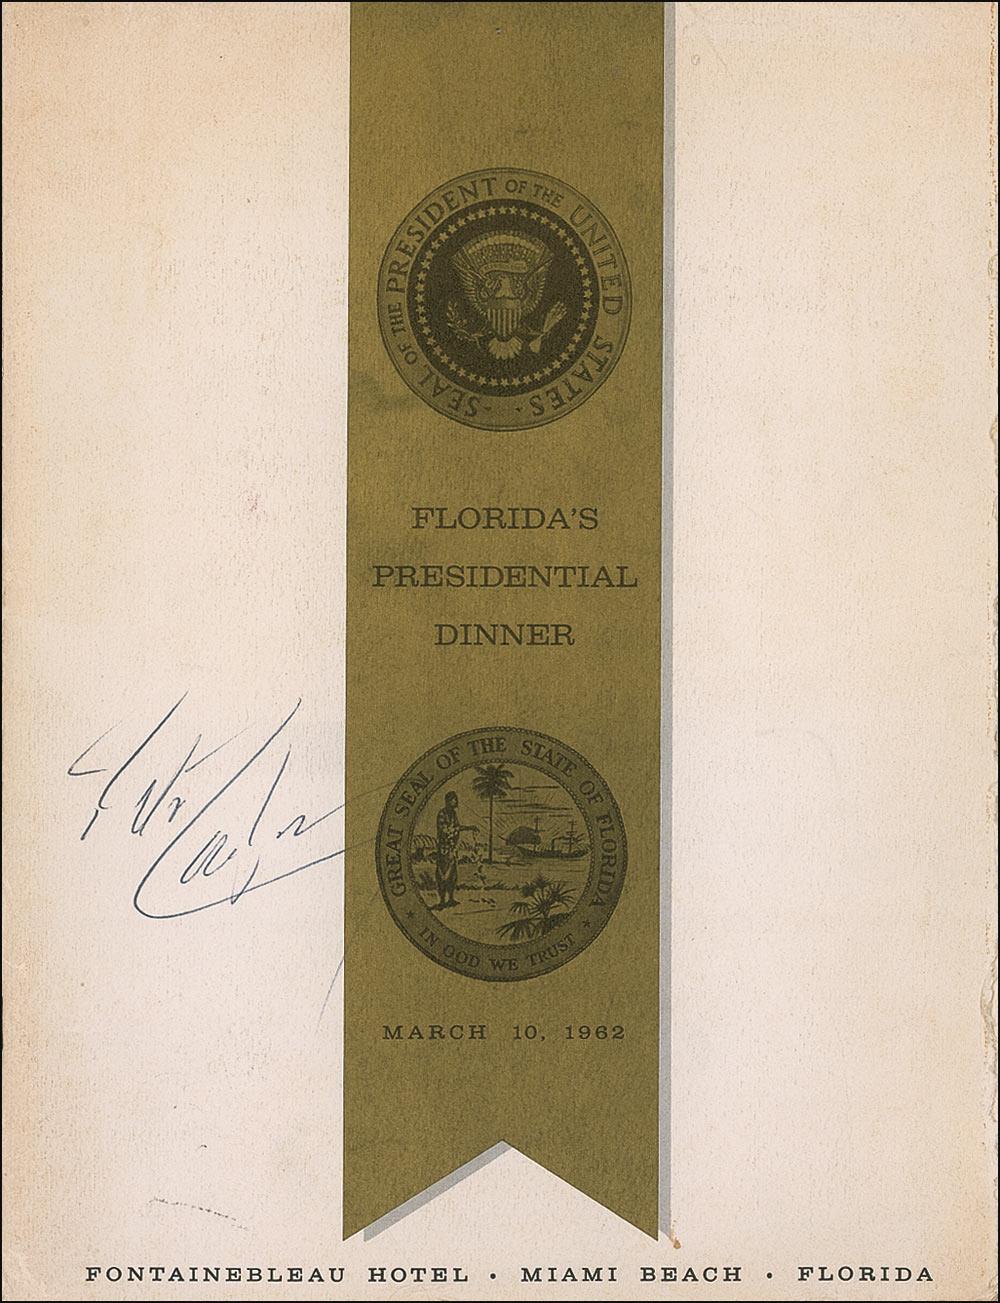 SEAL OF THE PRESIDENT OF THE UNITED STATES
FLORIDA'S
PRESIDENTIAL
DINNER
GREAT SEAL OF THE STATE OF FLORIDA
IN GOD WE TRUST
MARCH 10, 1962
FONTAINEBLEAU HOTEL • MIAMI BEACH • FLORIDA